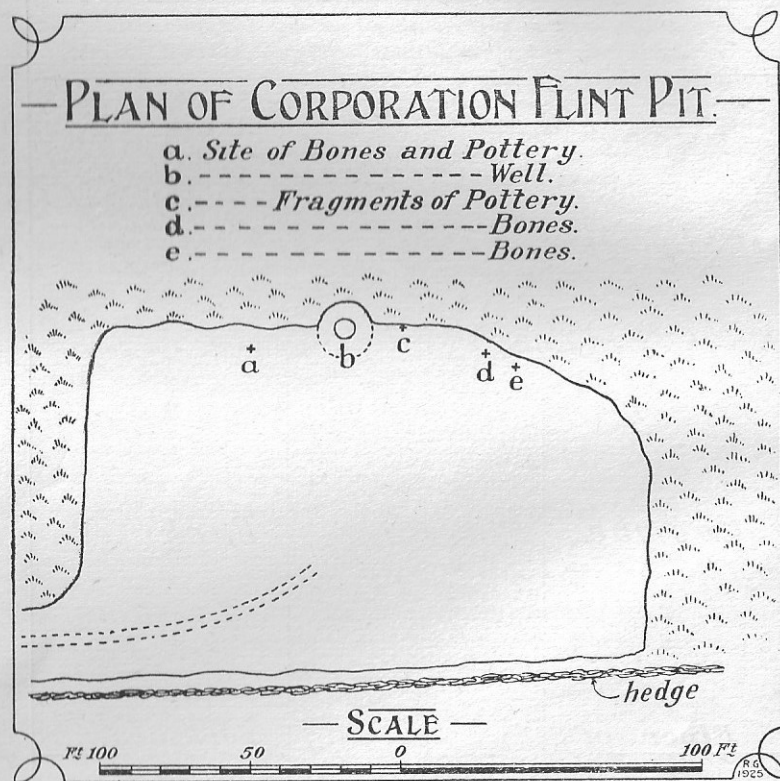 — PLAN OF CORPORATION FLINT PIT. —
a. Site of Bones and Pottery.
b. - - - - - - - - - - - - - - Well.
c. - - - - Fragments of Pottery.
d. - - - - - - - - - - - - - - Bones.
e. - - - - - - - - - - - - - - Bones.
a b c d e
hedge
— SCALE —
Ft 100 50 0 100 Ft
R.G.
1925